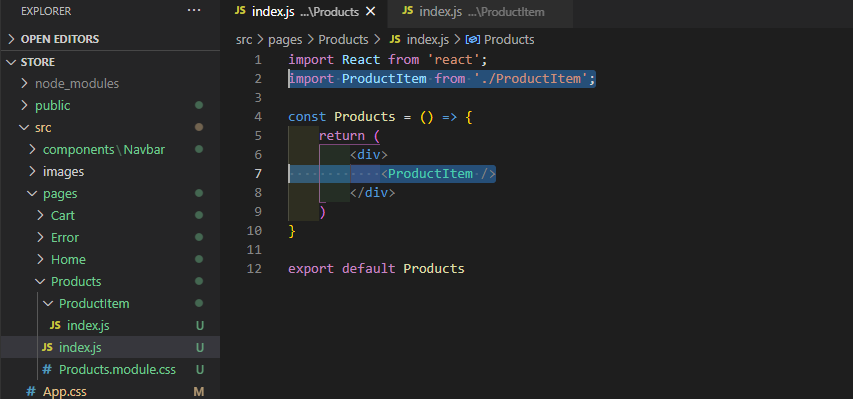 EXPLORER ...
OPEN EDITORS
STORE
node_modules
public
src
components\Navbar
images
pages
Cart
Error
Home
Products
ProductItem
JS index.js U
JS index.js U
# Products.module.css U
# App.css M
JS index.js ...\Products ×
JS index.js ...\ProductItem
src > pages > Products > JS index.js > Products
1 import React from 'react';
2 import ProductItem from './ProductItem';
3
4 const Products = () => {
5 return (
6 <div>
7 <ProductItem />
8 </div>
9 )
10 }
11
12 export default Products